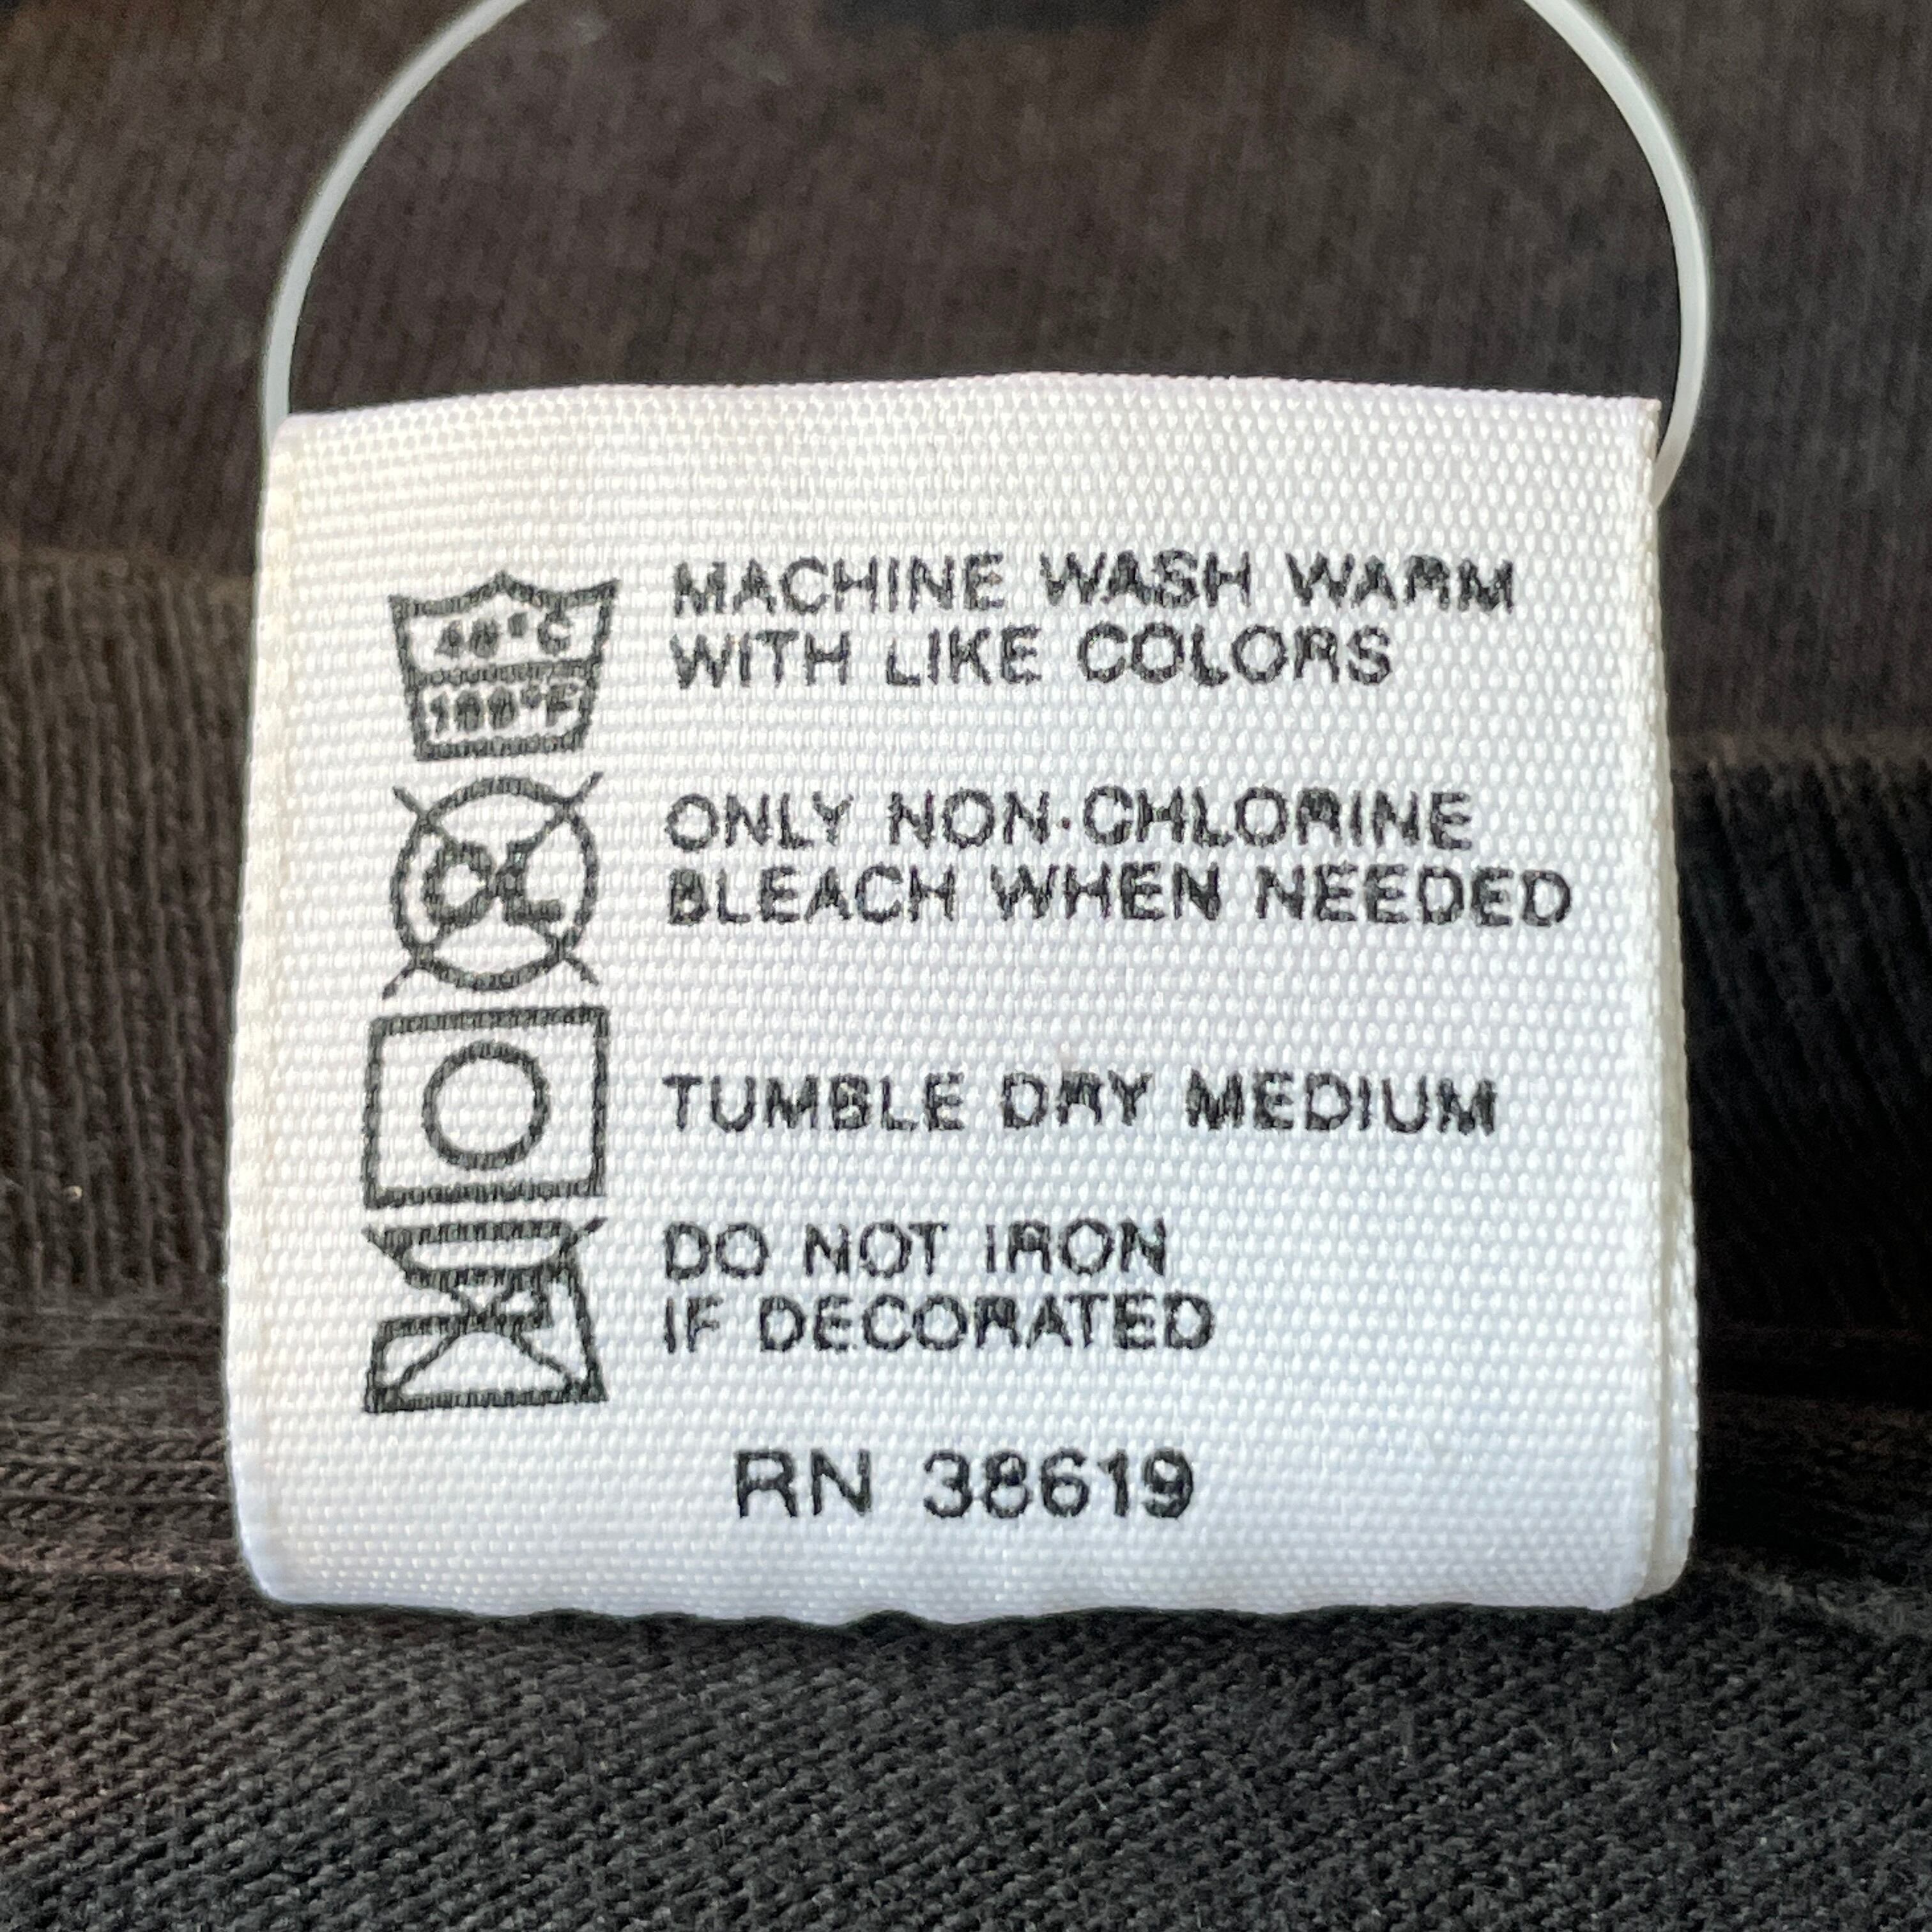 40°C
100°F
MACHINE WASH WARM
WITH LIKE COLORS
CL
ONLY NON-CHLORINE
BLEACH WHEN NEEDED
TUMBLE DRY MEDIUM
DO NOT IRON
IF DECORATED
RN 38619